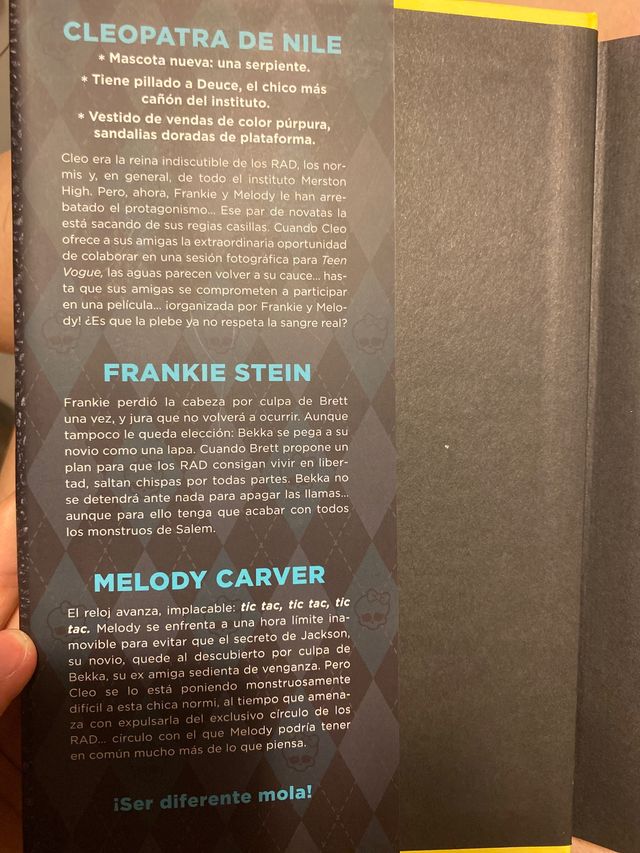 CLEOPATRA DE NILE
* Mascota nueva: una serpiente.
* Tiene pillado a Deuce, el chico más
cañón del instituto.
* Vestido de vendas de color púrpura,
sandalias doradas de plataforma.
Cleo era la reina indiscutible de los RAD, los nor-
mis y, en general, de todo el instituto Merston
High. Pero, ahora, Frankie y Melody le han arre-
batado el protagonismo... Ese par de novatas la
está sacando de sus regias casillas. Cuando Cleo
ofrece a sus amigas la extraordinaria oportunidad
de colaborar en una sesión fotográfica para Teen
Vogue, las aguas parecen volver a su cauce... has-
ta que sus amigas se comprometen a participar
en una película... ¡organizada por Frankie y Melo-
dy! ¿Es que la plebe ya no respeta la sangre real?
FRANKIE STEIN
Frankie perdió la cabeza por culpa de Brett
una vez, y jura que no volverá a ocurrir. Aunque
tampoco le queda elección: Bekka se pega a su
novio como una lapa. Cuando Brett propone un
plan para que los RAD consigan vivir en liber-
tad, saltan chispas por todas partes. Bekka no
se detendrá ante nada para apagar las llamas...
aunque para ello tenga que acabar con todos
los monstruos de Salem.
MELODY CARVER
El reloj avanza, implacable: tic tac, tic tac, tic
tac. Melody se enfrenta a una hora límite ina-
movible para evitar que el secreto de Jackson,
su novio, quede al descubierto por culpa de
Bekka, su ex amiga sedienta de venganza. Pero
Cleo se lo está poniendo monstruosamente
difícil a esta chica normi, al tiempo que amena-
za con expulsarla del exclusivo círculo de los
RAD... círculo con el que Melody podría tener
en común mucho más de lo que piensa.
¡Ser diferente mola!